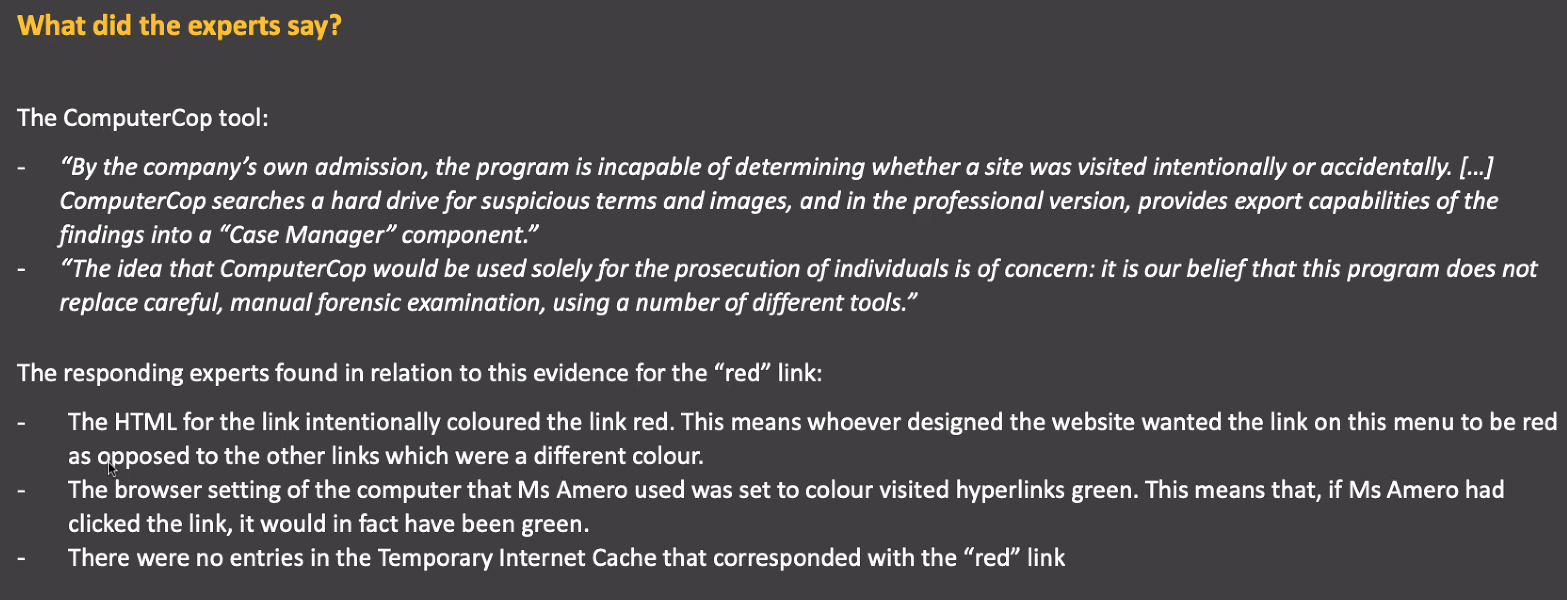 What did the experts say?
The ComputerCop tool:
- “By the company’s own admission, the program is incapable of determining whether a site was visited intentionally or accidentally. […]
ComputerCop searches a hard drive for suspicious terms and images, and in the professional version, provides export capabilities of the
findings into a “Case Manager” component.”
- “The idea that ComputerCop would be used solely for the prosecution of individuals is of concern: it is our belief that this program does not
replace careful, manual forensic examination, using a number of different tools.”
The responding experts found in relation to this evidence for the “red” link:
- The HTML for the link intentionally coloured the link red. This means whoever designed the website wanted the link on this menu to be red
as opposed to the other links which were a different colour.
- The browser setting of the computer that Ms Amero used was set to colour visited hyperlinks green. This means that, if Ms Amero had
clicked the link, it would in fact have been green.
- There were no entries in the Temporary Internet Cache that corresponded with the “red” link